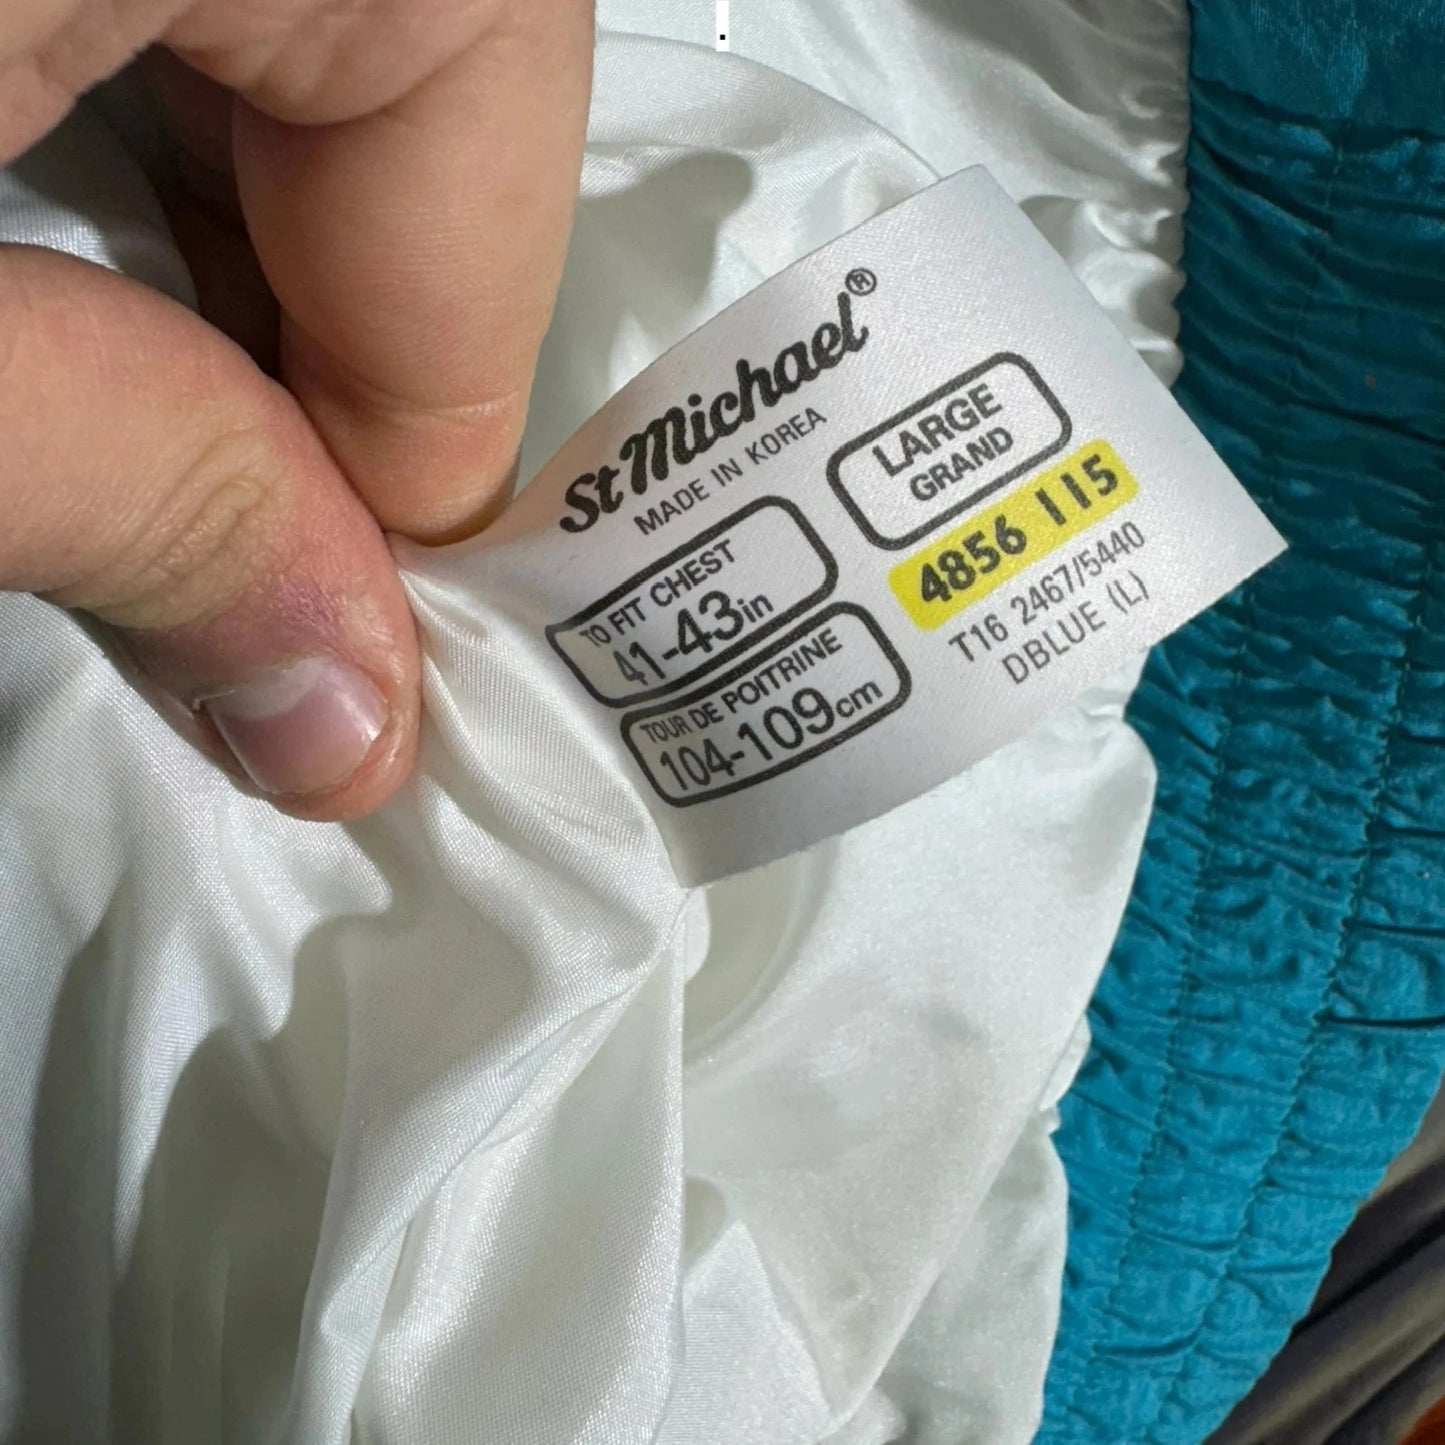 .
St Michael®
MADE IN KOREA
TO FIT CHEST
41-43in
TOUR DE POITRINE
104-109cm
LARGE
GRAND
4856 115
T16 2467/5440
DBLUE (L)